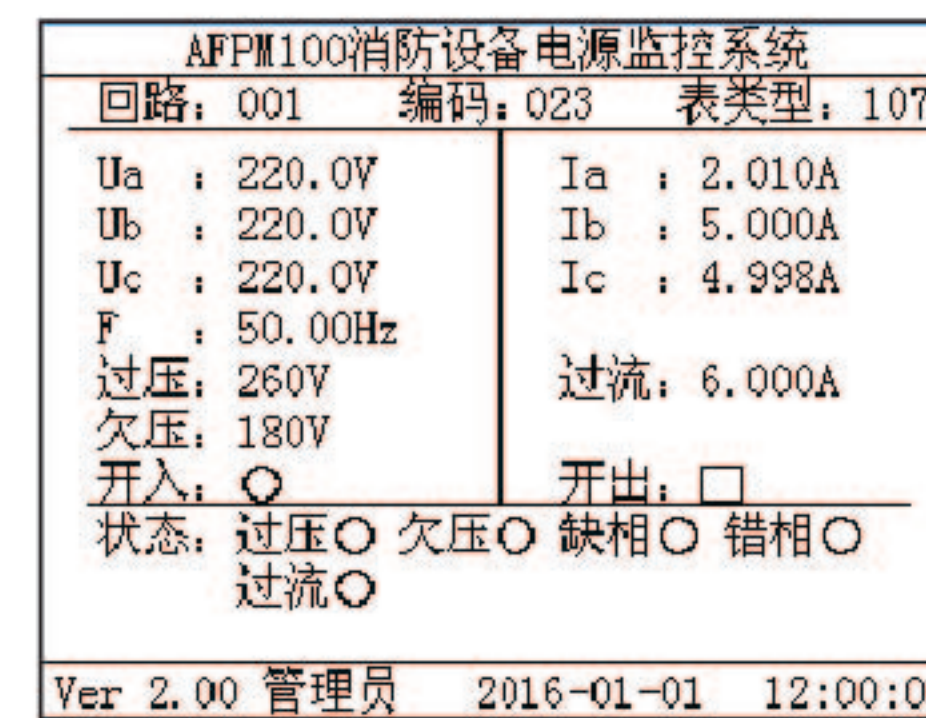 AFPM100消防设备电源监控系统
回路：001 编码：023 表类型：107
Ua ：220.0V Ia ：2.010A
Ub ：220.0V Ib ：5.000A
Uc ：220.0V Ic ：4.998A
F ：50.00Hz
过压：260V 过流：6.000A
欠压：180V
开入：○ 开出：□
状态：过压○ 欠压○ 缺相○ 错相○
过流○
Ver 2.00 管理员 2016-01-01 12:00:0